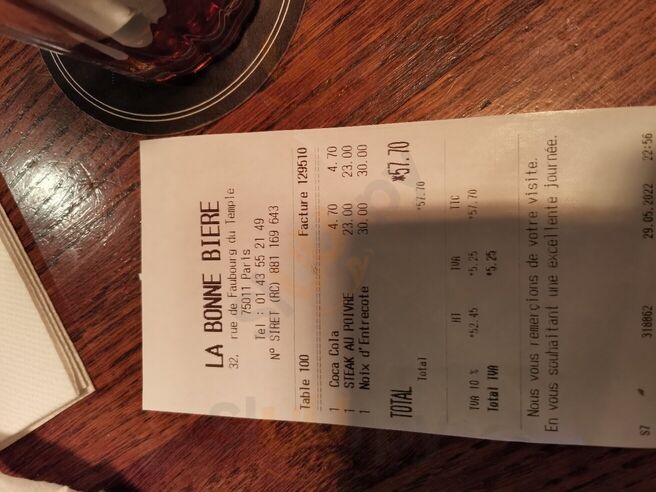 LA BONNE BIERE
32, rue de Faubourg du Temple
75011 Paris
Tel : 01 43 55 21 49
N° SIRET (RC) 881 169 643
Table 100 Facture 129510
1 Coca Cola 4.70 4.70
1 STEAK AU POIVRE 23.00 23.00
1 Noix d'Entrecote 30.00 30.00
TOTAL *57.70
Total *57.70
HT TVA TTC
TVA 10 % *52.45 *5.25 *57.70
Total TVA *5.25
Nous vous remerçions de votre visite.
En vous souhaitant une excellente journée.
S7 318862 29.05.2022 22:56